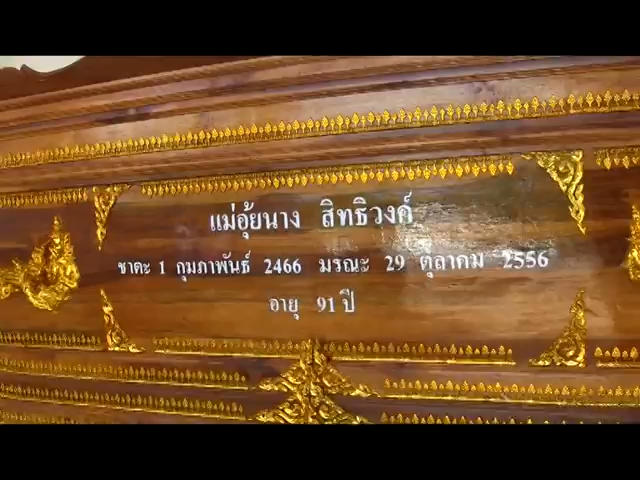 แม่อุ้ยนาง สิทธิวงค์
ชาตะ 1 กุมภาพันธ์ 2466 มรณะ 29 ตุลาคม 2556
อายุ 91 ปี